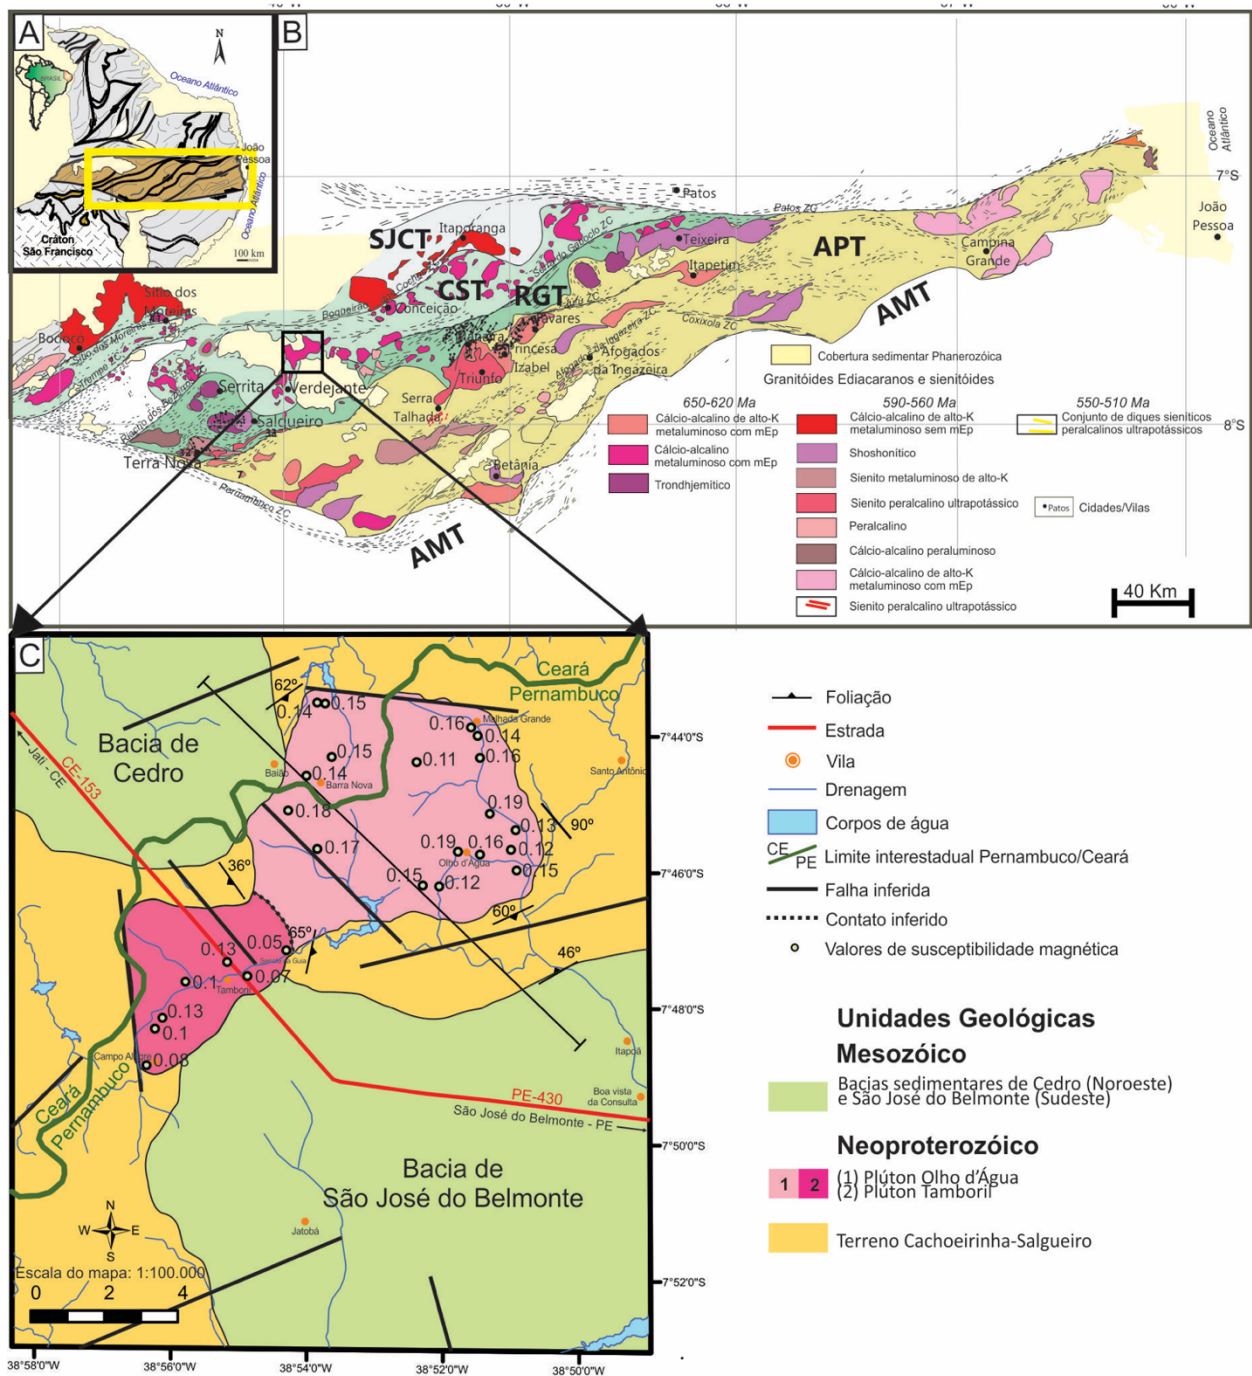 A
N
Oceano Atlântico
BRASIL
João
Pessoa
Oceano Atlântico
Cráton
São Francisco
100 km
B
Oceano
Atlântico
7°S
João
Pessoa
Patos
Patos ZC
SJCT
Itaporanga
Serra do Caboclo ZC
Teixeira
APT
Campina
Grande
Itapetim
CST
RGT
AMT
Sítio dos
Moreiras
Conceição
Tavares
Coxixola ZC
Bodocó
Princesa
Izabel
Afogados
da Ingazeira
Afogados da Ingazeira ZC
Triunfo
Serrita
Verdejante
Serra
Talhada
Salgueiro
Terra Nova
Betânia
Pernambuco ZC
AMT
8°S
Cobertura sedimentar Phanerozóica
Granitóides Ediacaranos e sienitóides
650-620 Ma
Cálcio-alcalino de alto-K
metaluminoso com mEp
Cálcio-alcalino
metaluminoso com mEp
Trondhjemítico
590-560 Ma
Cálcio-alcalino de alto-K
metaluminoso sem mEp
Shoshonítico
Sienito metaluminoso de alto-K
Sienito peralcalino ultrapotássico
Peralcalino
Cálcio-alcalino peraluminoso
Cálcio-alcalino de alto-K
metaluminoso com mEp
Sienito peralcalino ultrapotássico
550-510 Ma
Conjunto de diques sieníticos
peralcalinos ultrapotássicos
Patos
Cidades/Vilas
40 Km
C
Ceará
Pernambuco
62º
0.14
0.15
0.16
Malhada Grande
0.14
7°44'0"S
Bacia de
Cedro
Jati - CE
CE-153
Baião
0.15
0.14
Barra Nova
0.11
0.16
Santo Antônio
0.18
0.19
0.13
90º
0.17
0.19
0.16
0.12
Olho d'Água
0.15
0.15
0.12
7°46'0"S
36º
60º
65º
46º
0.05
0.13
0.07
0.1
Tamboril
0.13
0.1
7°48'0"S
Campo Alegre
0.08
Itapoã
Boa vista
da Consulta
PE-430
São José do Belmonte - PE
Ceará
Pernambuco
7°50'0"S
Bacia de
São José do Belmonte
Jatobá
N
W
E
S
Escala do mapa: 1:100.000
0
2
4
7°52'0"S
38°58'0"W
38°56'0"W
38°54'0"W
38°52'0"W
38°50'0"W
Foliação
Estrada
Vila
Drenagem
Corpos de água
CE
PE
Limite interestadual Pernambuco/Ceará
Falha inferida
Contato inferido
Valores de susceptibilidade magnética
Unidades Geológicas
Mesozóico
Bacias sedimentares de Cedro (Noroeste)
e São José do Belmonte (Sudeste)
Neoproterozóico
1
2
(1) Plúton Olho d'Água
(2) Plúton Tamboril
Terreno Cachoeirinha-Salgueiro